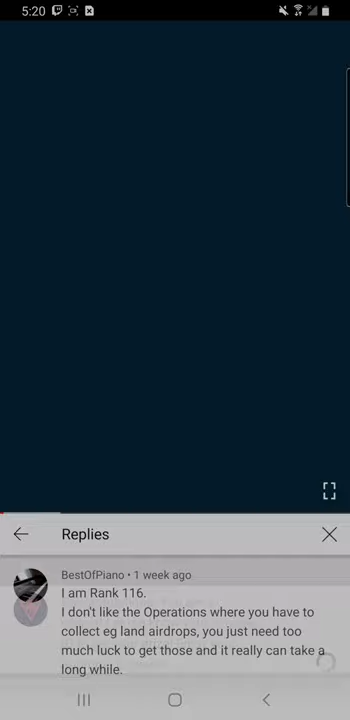 5:20
Replies
BestOfPiano • 1 week ago
I am Rank 116.
I don't like the Operations where you have to
collect eg land airdrops, you just need too
much luck to get those and it really can take a
long while.